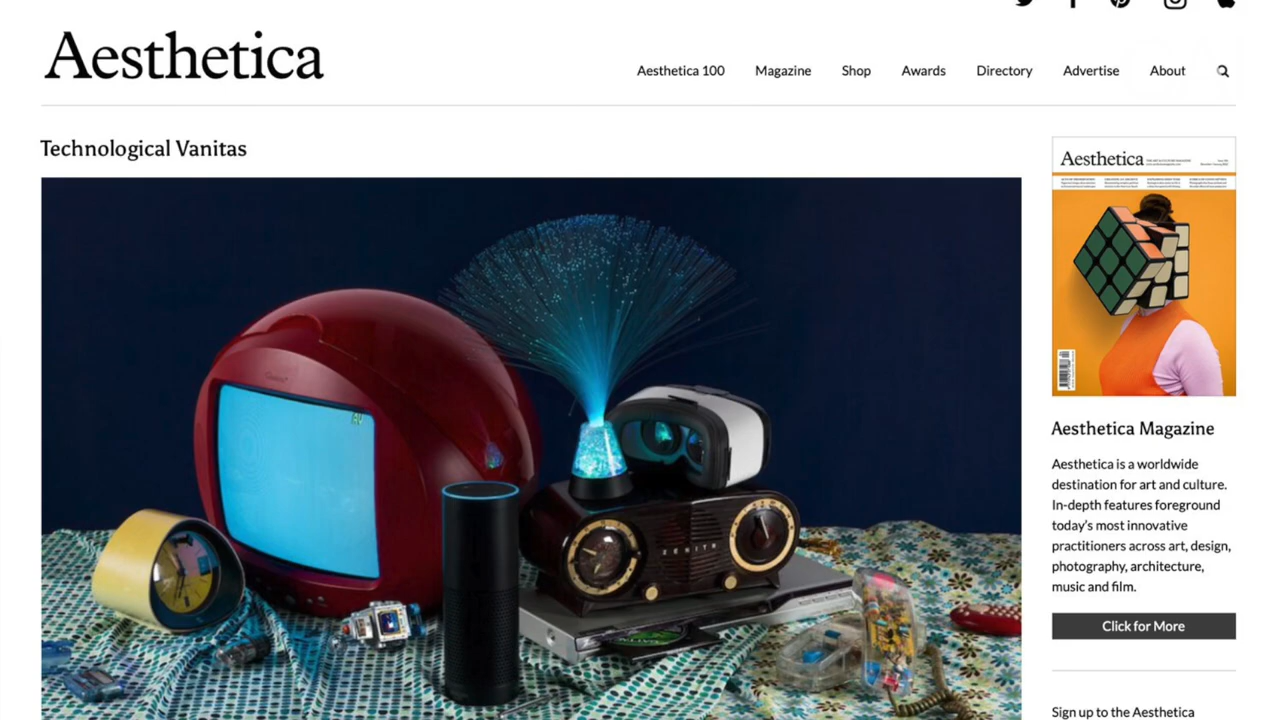 Aesthetica
Aesthetica 100 Magazine Shop Awards Directory Advertise About
Technological Vanitas
ZENITH
Aesthetica
Aesthetica Magazine
Aesthetica is a worldwide
destination for art and culture.
In-depth features foreground
today's most innovative
practitioners across art, design,
photography, architecture,
music and film.
Click for More
Sign up to the Aesthetica